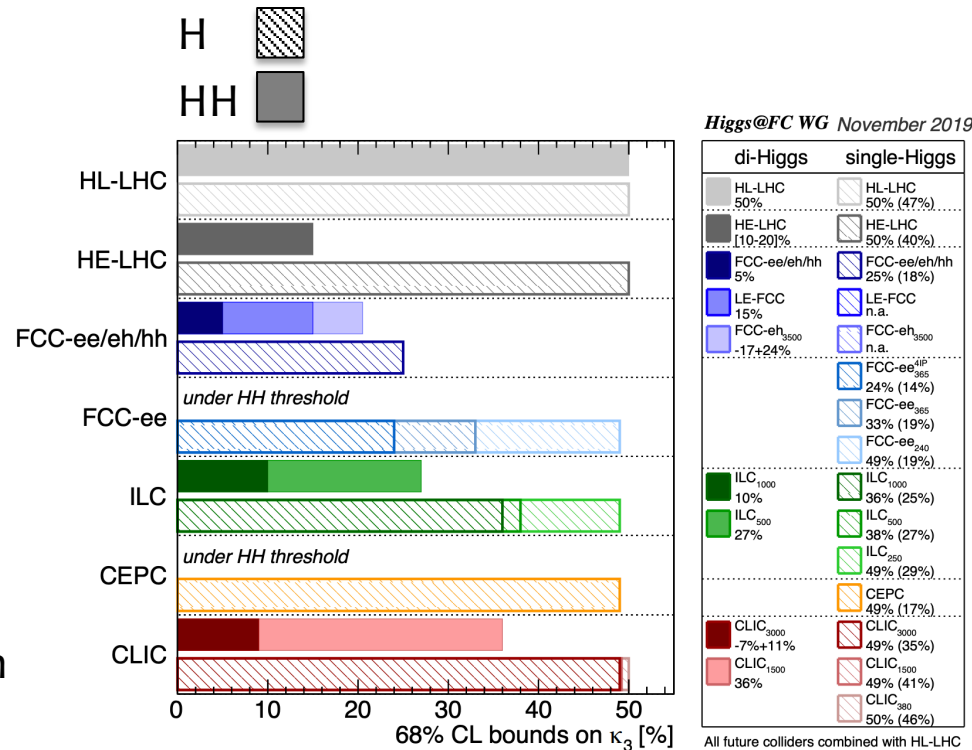 H
HH
Higgs@FC WG November 2019
HL-LHC
HE-LHC
FCC-ee/eh/hh
FCC-ee
ILC
CEPC
CLIC
under HH threshold
under HH threshold
0 10 20 30 40 50
68% CL bounds on κ₃ [%]
n
di-Higgs single-Higgs
HL-LHC HL-LHC
50% 50% (47%)
HE-LHC HE-LHC
[10-20]% 50% (40%)
FCC-ee/eh/hh FCC-ee/eh/hh
5% 25% (18%)
LE-FCC LE-FCC
15% n.a.
FCC-eh₃₅₀₀ FCC-eh₃₅₀₀
-17+24% n.a.
FCC-ee⁴ᴵᴾ₃₆₅
24% (14%)
FCC-ee₃₆₅
33% (19%)
FCC-ee₂₄₀
49% (19%)
ILC₁₀₀₀ ILC₁₀₀₀
10% 36% (25%)
ILC₅₀₀ ILC₅₀₀
27% 38% (27%)
ILC₂₅₀
49% (29%)
CEPC
49% (17%)
CLIC₃₀₀₀ CLIC₃₀₀₀
-7%+11% 49% (35%)
CLIC₁₅₀₀ CLIC₁₅₀₀
36% 49% (41%)
CLIC₃₈₀
50% (46%)
All future colliders combined with HL-LHC